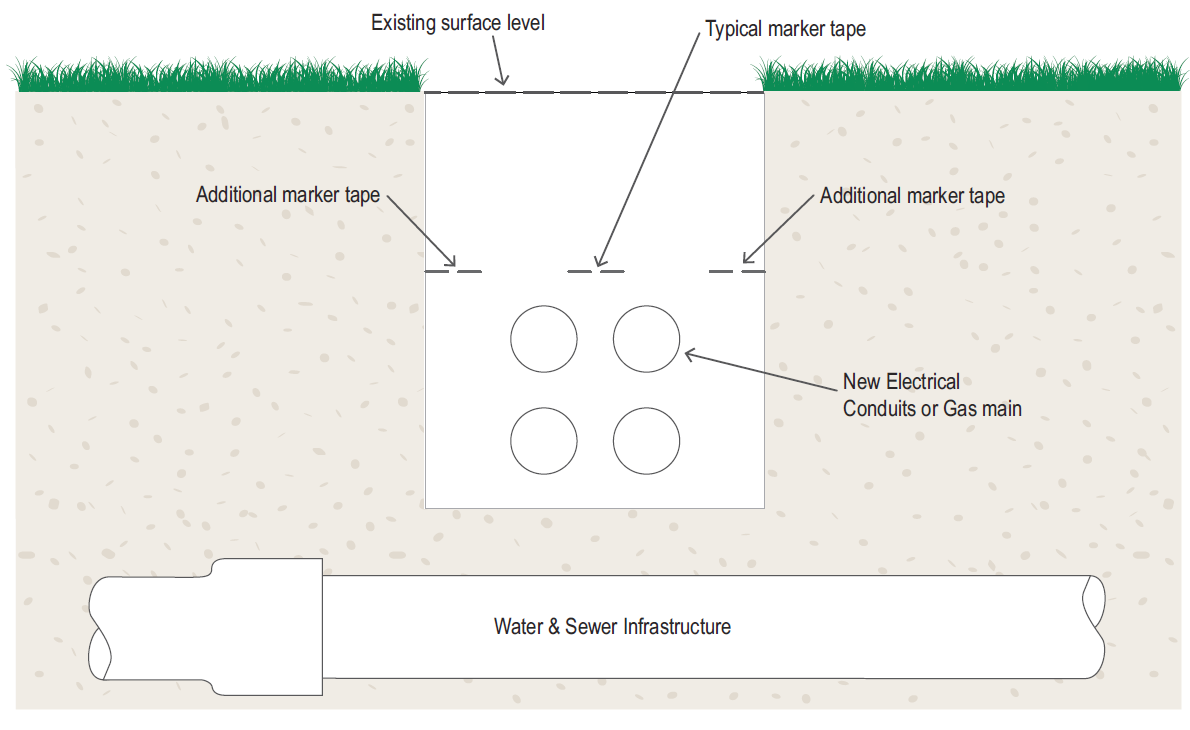 Existing surface level
Typical marker tape
Additional marker tape
Additional marker tape
New Electrical
Conduits or Gas main
Water & Sewer Infrastructure